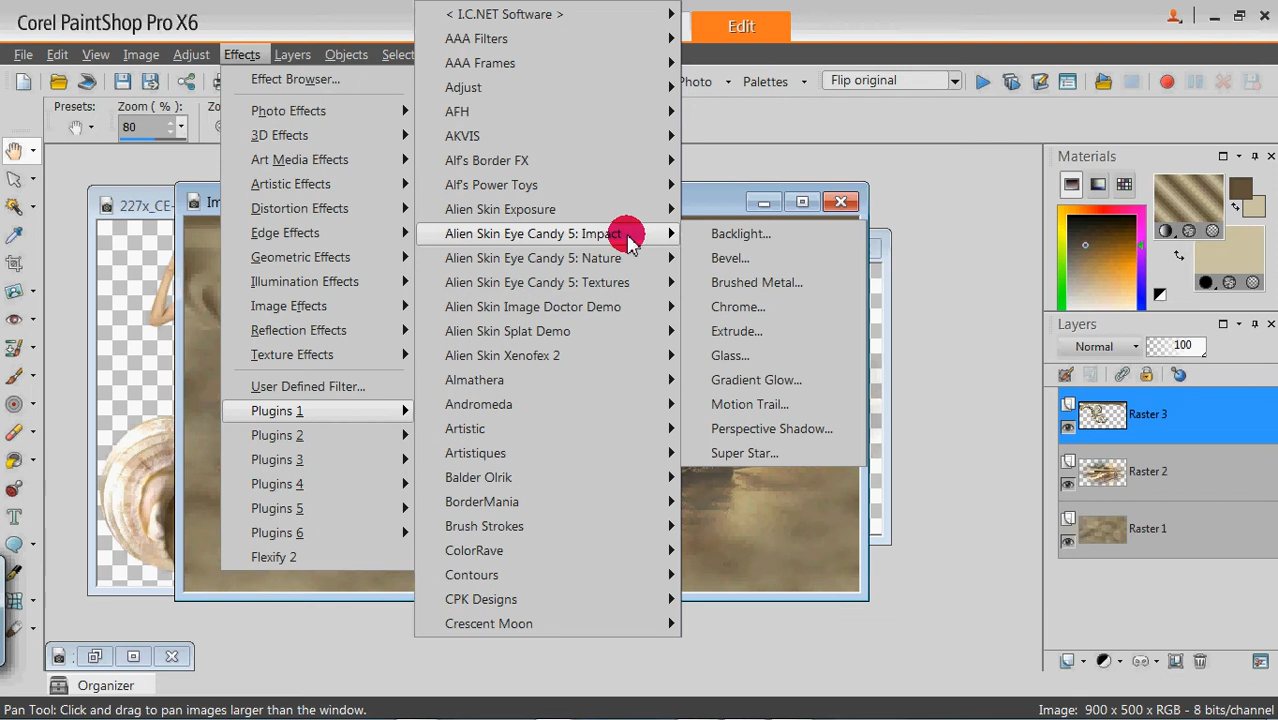 Corel PaintShop Pro X6
Edit
File Edit View Image Adjust Effects Layers Objects Select
Photo Palettes Flip original
Presets: Zoom ( % ):
80
227x_CE-
Effect Browser...
Photo Effects
3D Effects
Art Media Effects
Artistic Effects
Distortion Effects
Edge Effects
Geometric Effects
Illumination Effects
Image Effects
Reflection Effects
Texture Effects
User Defined Filter...
Plugins 1
Plugins 2
Plugins 3
Plugins 4
Plugins 5
Plugins 6
Flexify 2
< I.C.NET Software >
AAA Filters
AAA Frames
Adjust
AFH
AKVIS
Alf's Border FX
Alf's Power Toys
Alien Skin Exposure
Alien Skin Eye Candy 5: Impact
Alien Skin Eye Candy 5: Nature
Alien Skin Eye Candy 5: Textures
Alien Skin Image Doctor Demo
Alien Skin Splat Demo
Alien Skin Xenofex 2
Almathera
Andromeda
Artistic
Artistiques
Balder Olrik
BorderMania
Brush Strokes
ColorRave
Contours
CPK Designs
Crescent Moon
Backlight...
Bevel...
Brushed Metal...
Chrome...
Extrude...
Glass...
Gradient Glow...
Motion Trail...
Perspective Shadow...
Super Star...
Materials
Layers
Normal 100
Raster 3
Raster 2
Raster 1
Organizer
Pan Tool: Click and drag to pan images larger than the window.
Image: 900 x 500 x RGB - 8 bits/channel